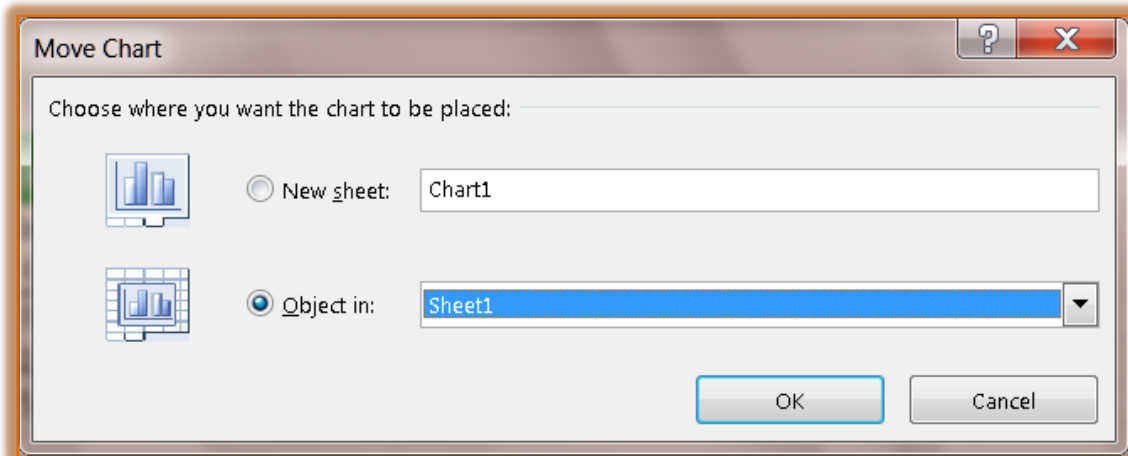 Move Chart
Choose where you want the chart to be placed:
New sheet: Chart1
Object in: Sheet1
OK Cancel